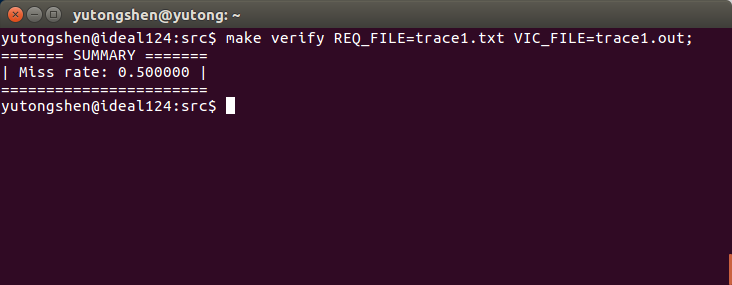 yutongshen@yutong: ~
yutongshen@ideal124:src$ make verify REQ_FILE=trace1.txt VIC_FILE=trace1.out;
======= SUMMARY =======
| Miss rate: 0.500000 |
=======================
yutongshen@ideal124:src$